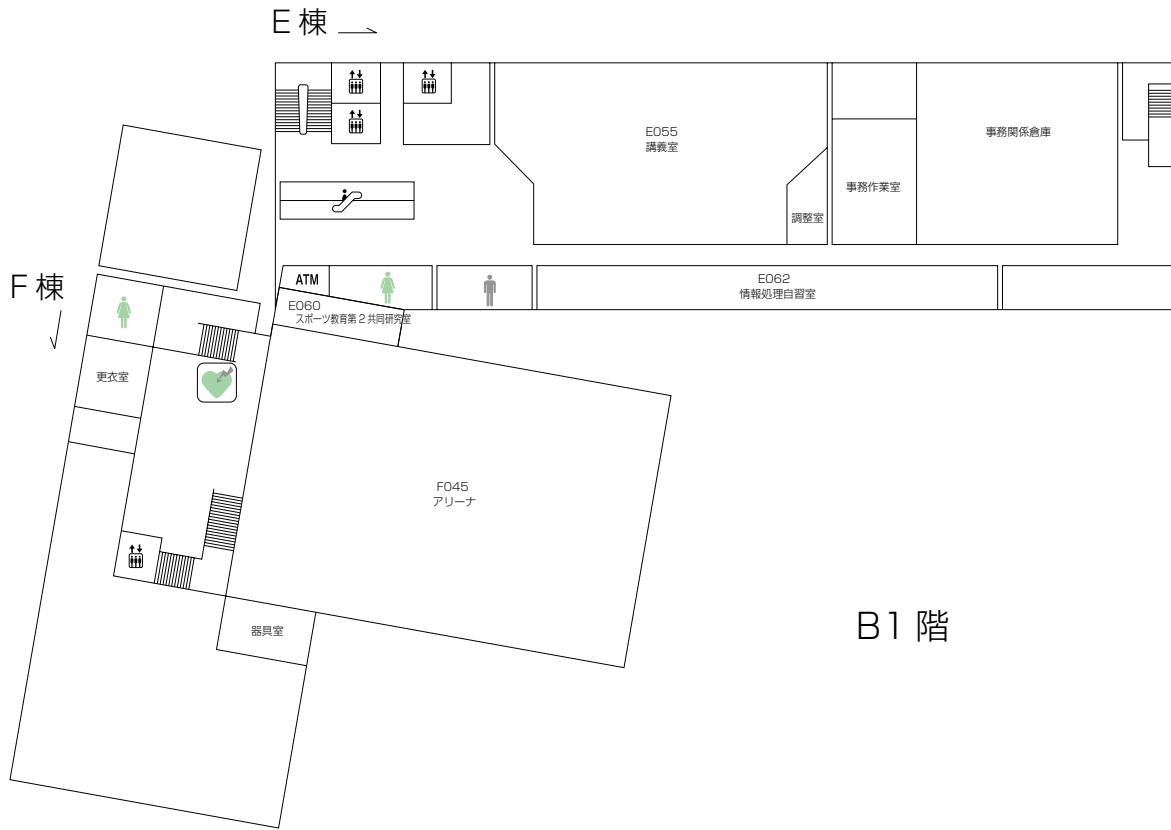 E棟
E055
講義室
事務関係倉庫
事務作業室
調整室
F棟
ATM
E062
情報処理自習室
E060
スポーツ教育第2共同研究室
更衣室
F045
アリーナ
B1階
器具室